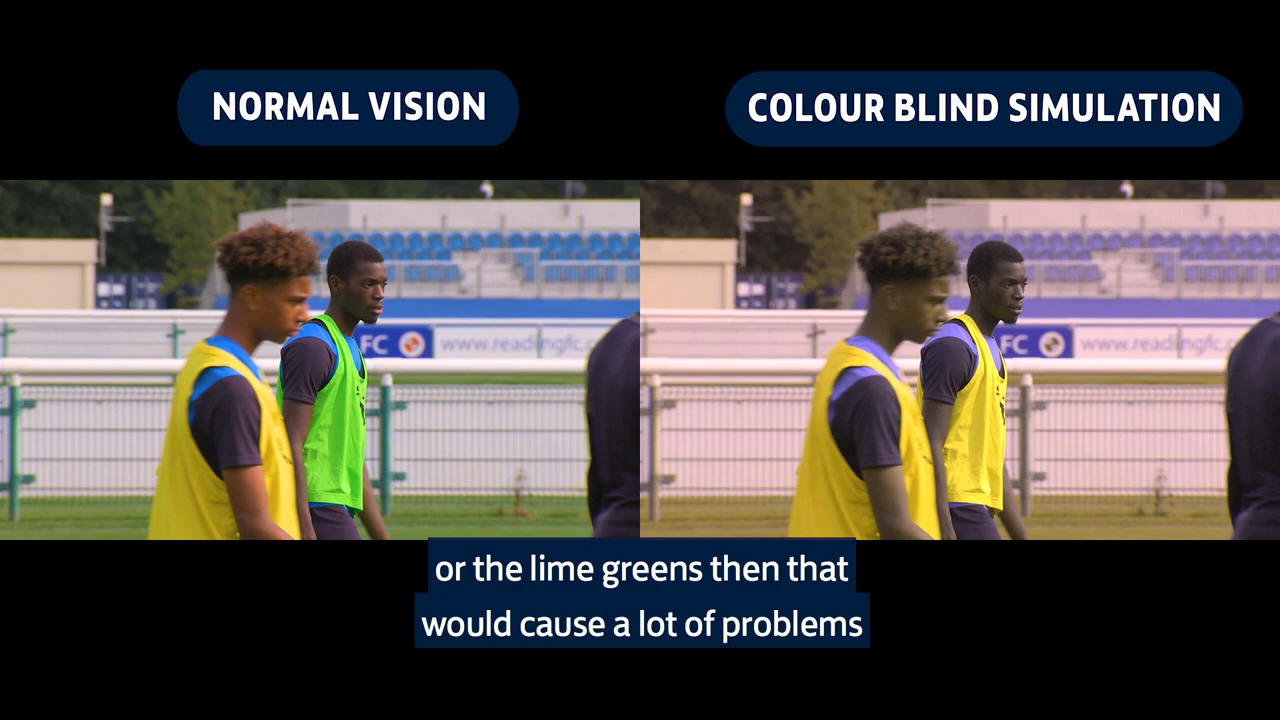 NORMAL VISION
COLOUR BLIND SIMULATION
FC
www.readingfc.c
FC
www.readingfc.c
or the lime greens then that
would cause a lot of problems